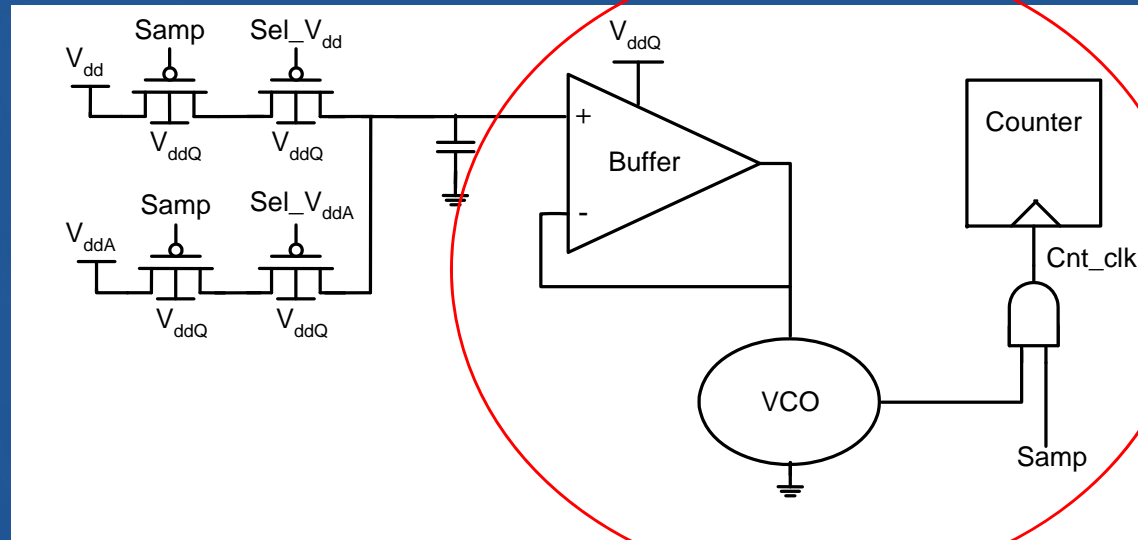 Samp
Sel_Vdd
VddQ
Vdd
VddQ
VddQ
+
Buffer
-
Counter
Samp
Sel_VddA
VddA
VddQ
VddQ
Cnt_clk
VCO
Samp